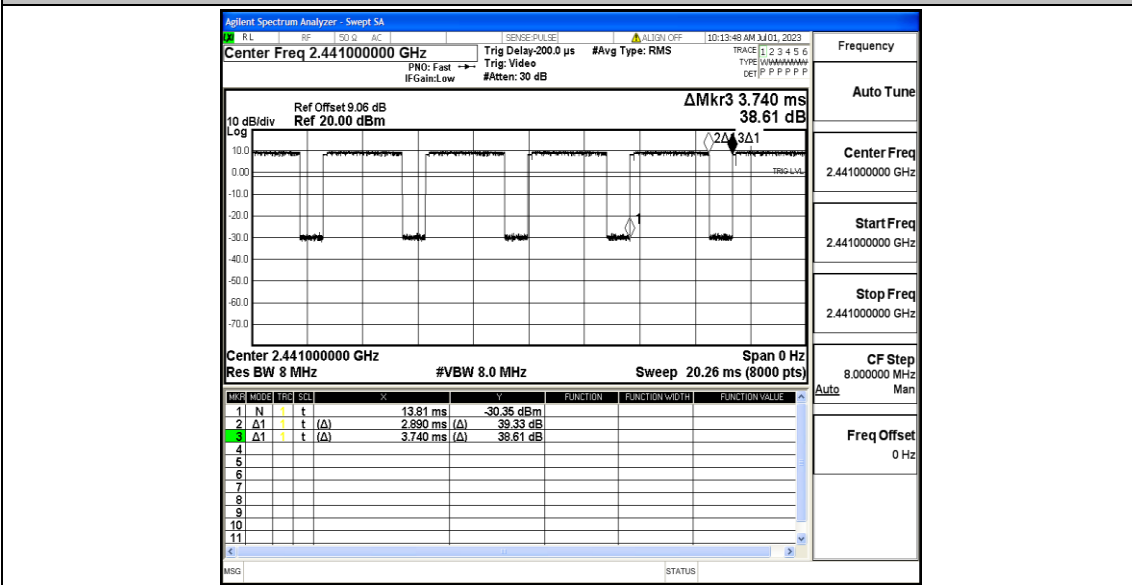 Agilent Spectrum Analyzer - Swept SA
RL RF 50 Ω AC SENSE:PULSE ALIGN OFF 10:13:48 AM Jul 01, 2023
Center Freq 2.441000000 GHz
PNO: Fast
IFGain:Low
Trig Delay-200.0 µs
Trig: Video
#Atten: 30 dB
#Avg Type: RMS
TRACE 1 2 3 4 5 6
TYPE
DET P P P P P P
ΔMkr3 3.740 ms
38.61 dB
Ref Offset 9.06 dB
10 dB/div Ref 20.00 dBm
Log
2Δ1 3Δ1
10.0
0.00
TRIG LVL
-10.0
-20.0
1
-30.0
-40.0
-50.0
-60.0
-70.0
Center 2.441000000 GHz Span 0 Hz
Res BW 8 MHz #VBW 8.0 MHz Sweep 20.26 ms (8000 pts)
MKR MODE TRC SCL X Y FUNCTION FUNCTION WIDTH FUNCTION VALUE
1 N 1 t 13.81 ms -30.35 dBm
2 Δ1 1 t (Δ) 2.890 ms (Δ) 39.33 dB
3 Δ1 1 t (Δ) 3.740 ms (Δ) 38.61 dB
4
5
6
7
8
9
10
11
MSG STATUS
Frequency
Auto Tune
Center Freq
2.441000000 GHz
Start Freq
2.441000000 GHz
Stop Freq
2.441000000 GHz
CF Step
8.000000 MHz
Auto Man
Freq Offset
0 Hz